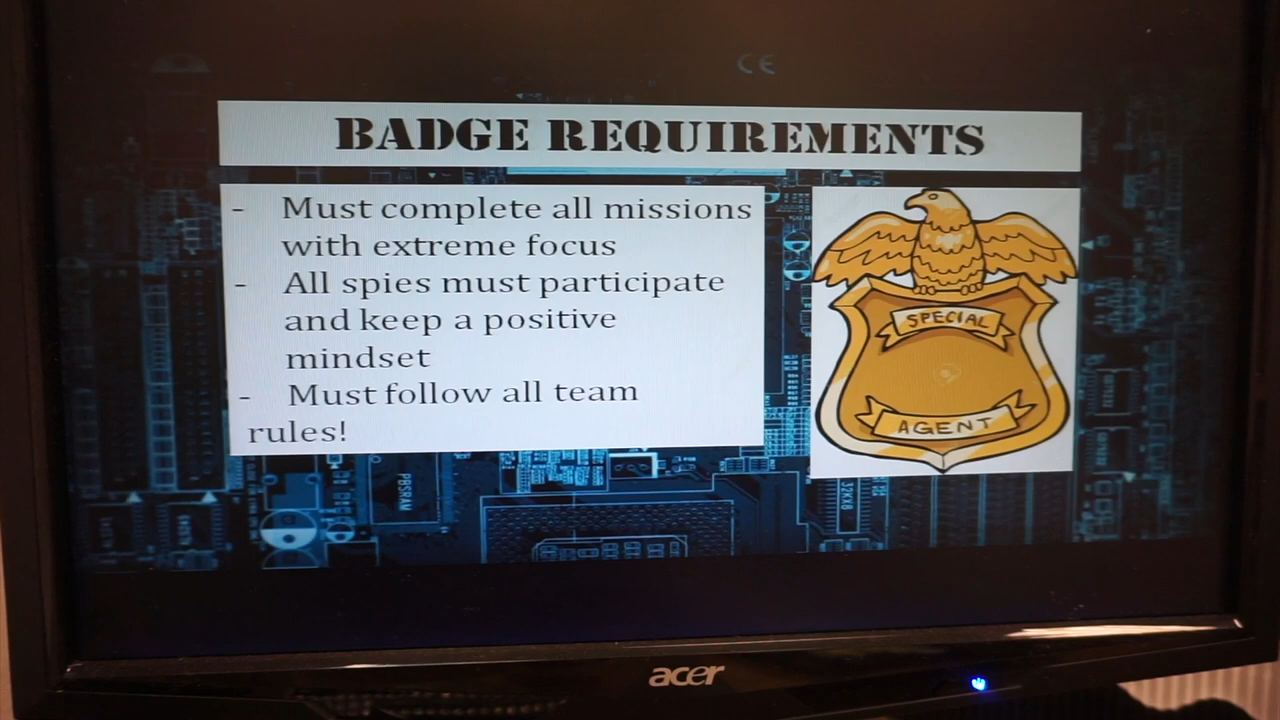 CE
BADGE REQUIREMENTS
- Must complete all missions
with extreme focus
- All spies must participate
and keep a positive
mindset
- Must follow all team
rules!
SPECIAL
AGENT
PBSRAM
acer